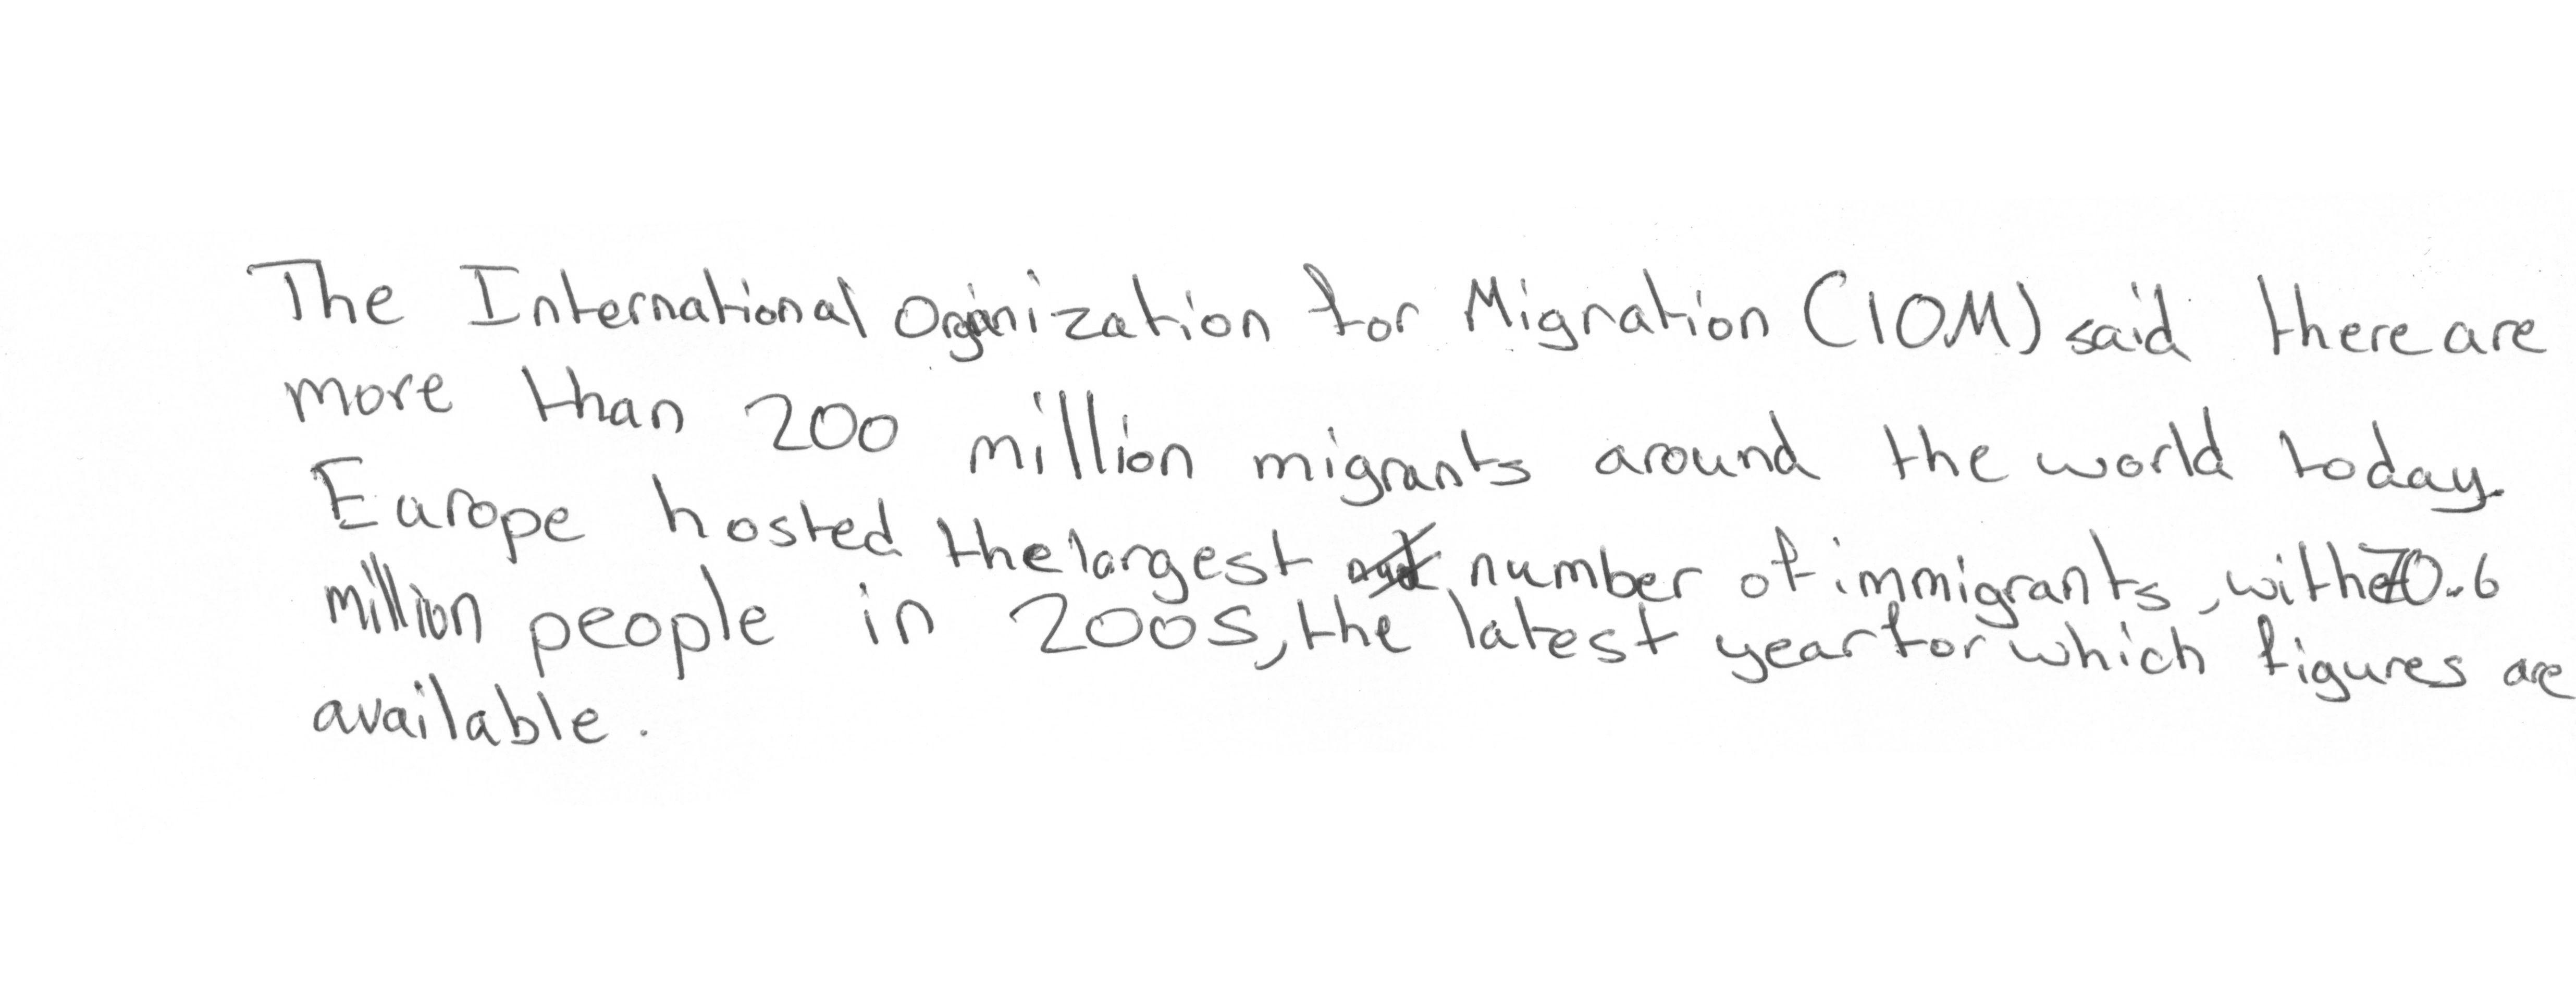 The International Organization for Migration (IOM) said there are
more than 200 million migrants around the world today.
Europe hosted the largest number of immigrants, with 70.6
million people in 2005, the latest year for which figures are
available.